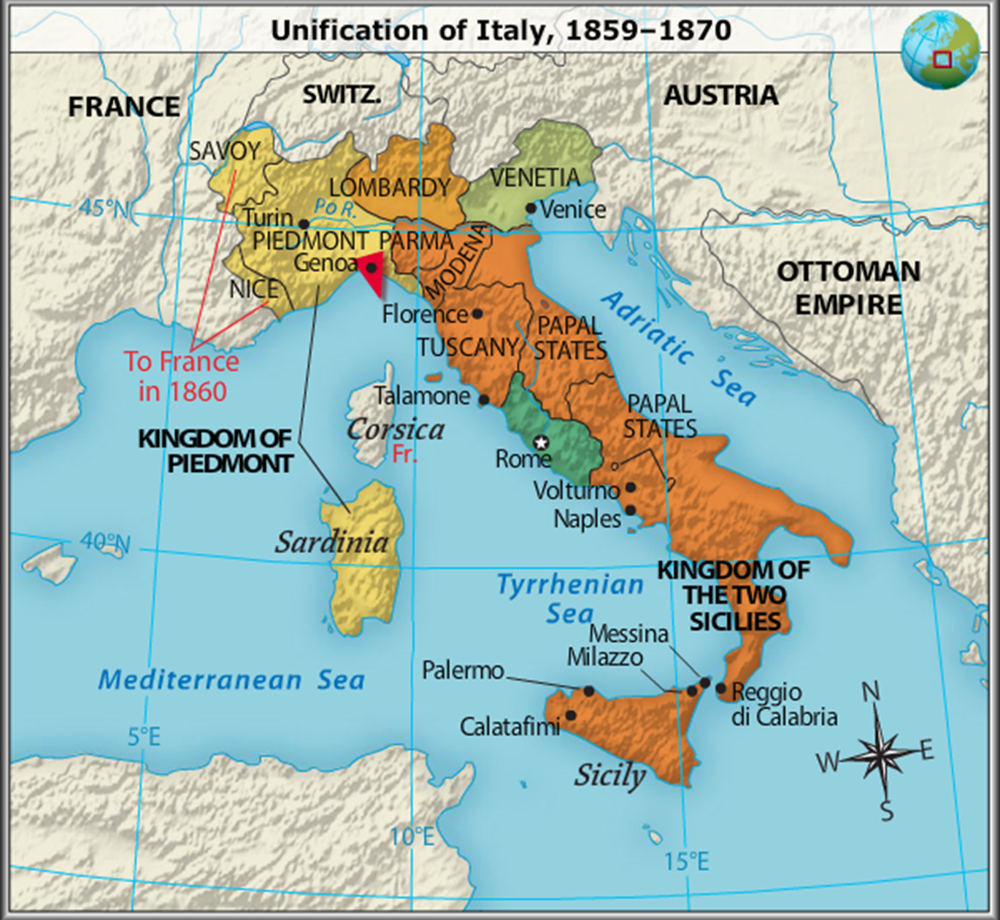 Unification of Italy, 1859–1870
FRANCE
SWITZ.
AUSTRIA
SAVOY
LOMBARDY
VENETIA
45°N
Po R.
Turin
Venice
PIEDMONT
PARMA
MODENA
Genoa
NICE
OTTOMAN
EMPIRE
Adriatic Sea
Florence
TUSCANY
PAPAL
STATES
To France
in 1860
Talamone
PAPAL
STATES
Corsica
Fr.
KINGDOM OF
PIEDMONT
Rome
Volturno
Naples
40°N
Sardinia
Tyrrhenian
Sea
KINGDOM OF
THE TWO
SICILIES
Messina
Milazzo
Palermo
Mediterranean Sea
Reggio
di Calabria
Calatafimi
5°E
Sicily
N
W
E
S
10°E
15°E